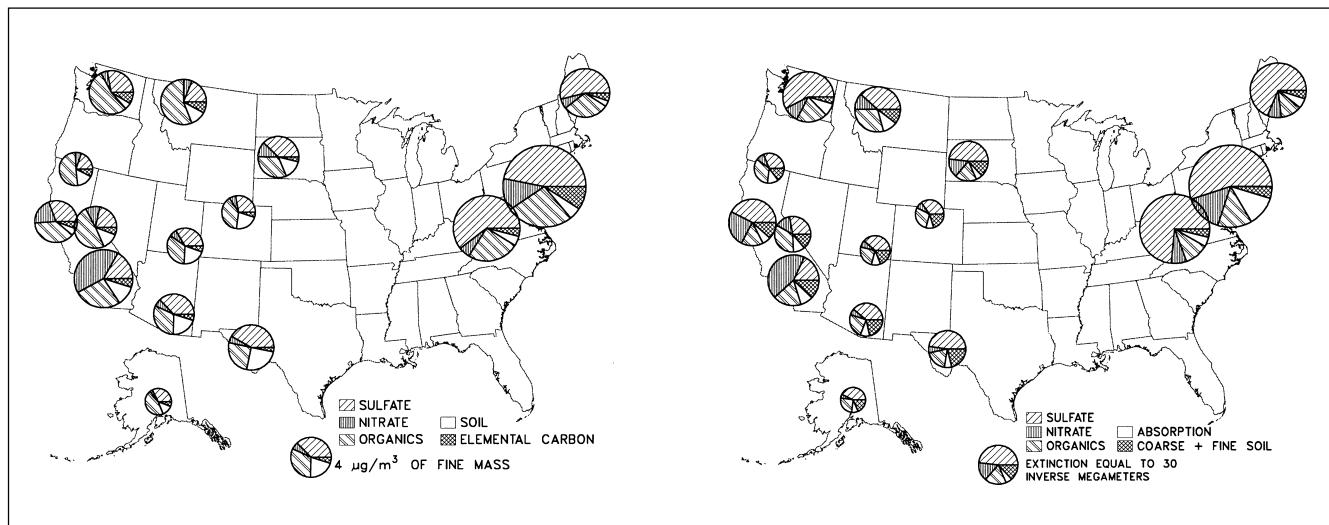 SULFATE
NITRATE SOIL
ORGANICS ELEMENTAL CARBON
4 µg/m³ OF FINE MASS
SULFATE
NITRATE ABSORPTION
ORGANICS COARSE + FINE SOIL
EXTINCTION EQUAL TO 30
INVERSE MEGAMETERS